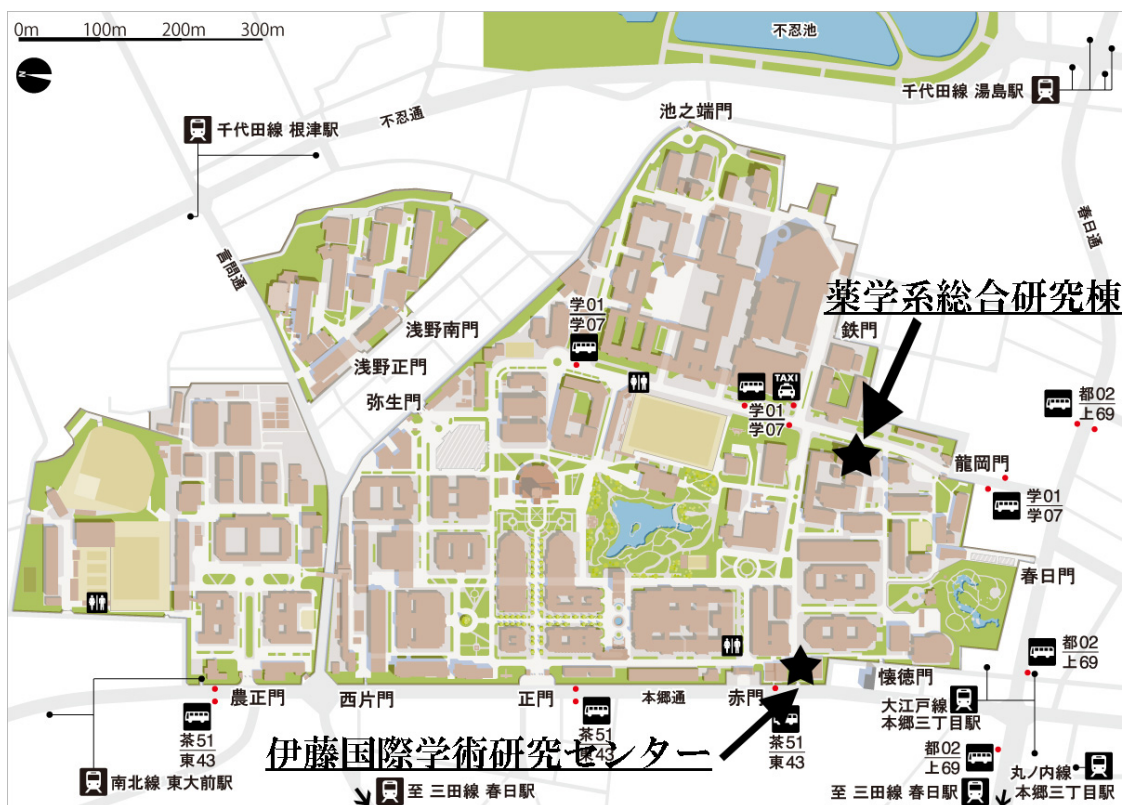 0m 100m 200m 300m
N
不忍池
千代田線 湯島駅
千代田線 根津駅
不忍通
池之端門
春日通
言問通
薬学系総合研究棟
浅野南門
学01
学07
鉄門
浅野正門
TAXI
弥生門
学01
学07
都02
上69
龍岡門
学01
学07
春日門
都02
上69
農正門
西片門
正門
本郷通
赤門
懐徳門
大江戸線
本郷三丁目駅
茶51
東43
茶51
東43
茶51
東43
伊藤国際学術研究センター
都02
上69
南北線 東大前駅
至 三田線 春日駅
丸ノ内線
本郷三丁目駅
至 三田線 春日駅